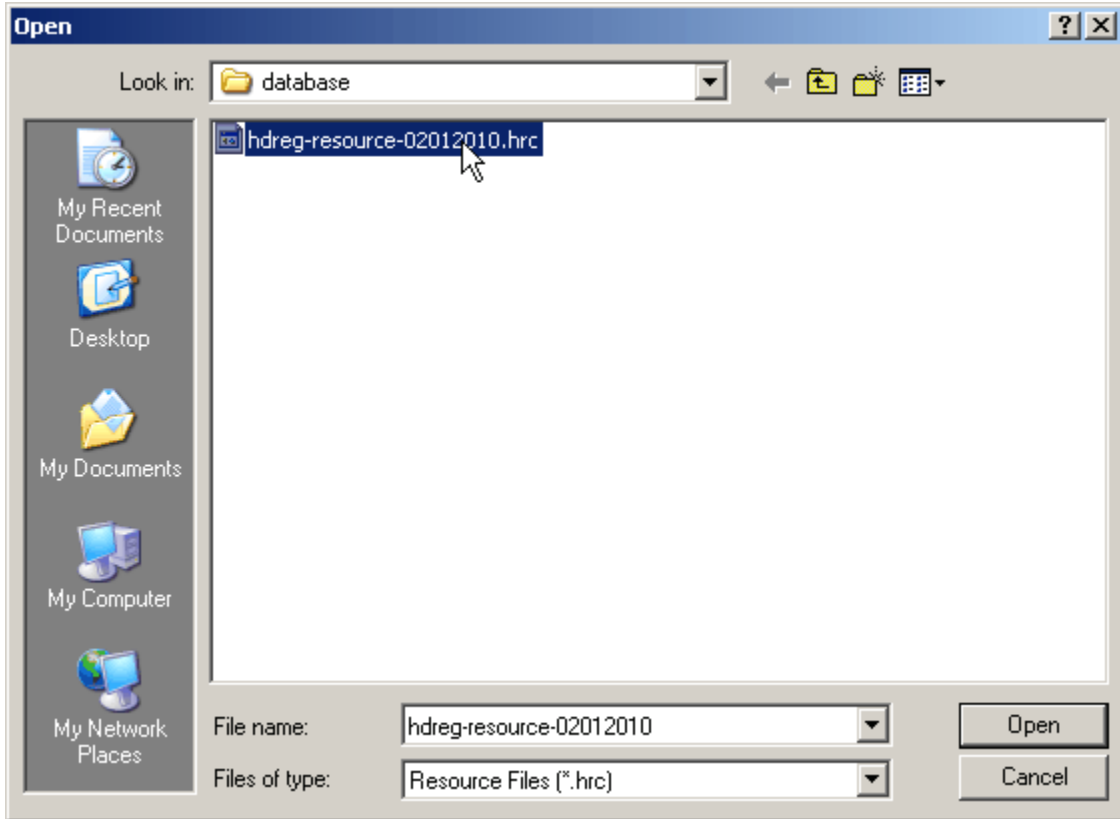 Open
Look in: database
hdreg-resource-02012010.hrc
My Recent
Documents
Desktop
My Documents
My Computer
My Network
Places
File name: hdreg-resource-02012010 Open
Files of type: Resource Files (*.hrc) Cancel